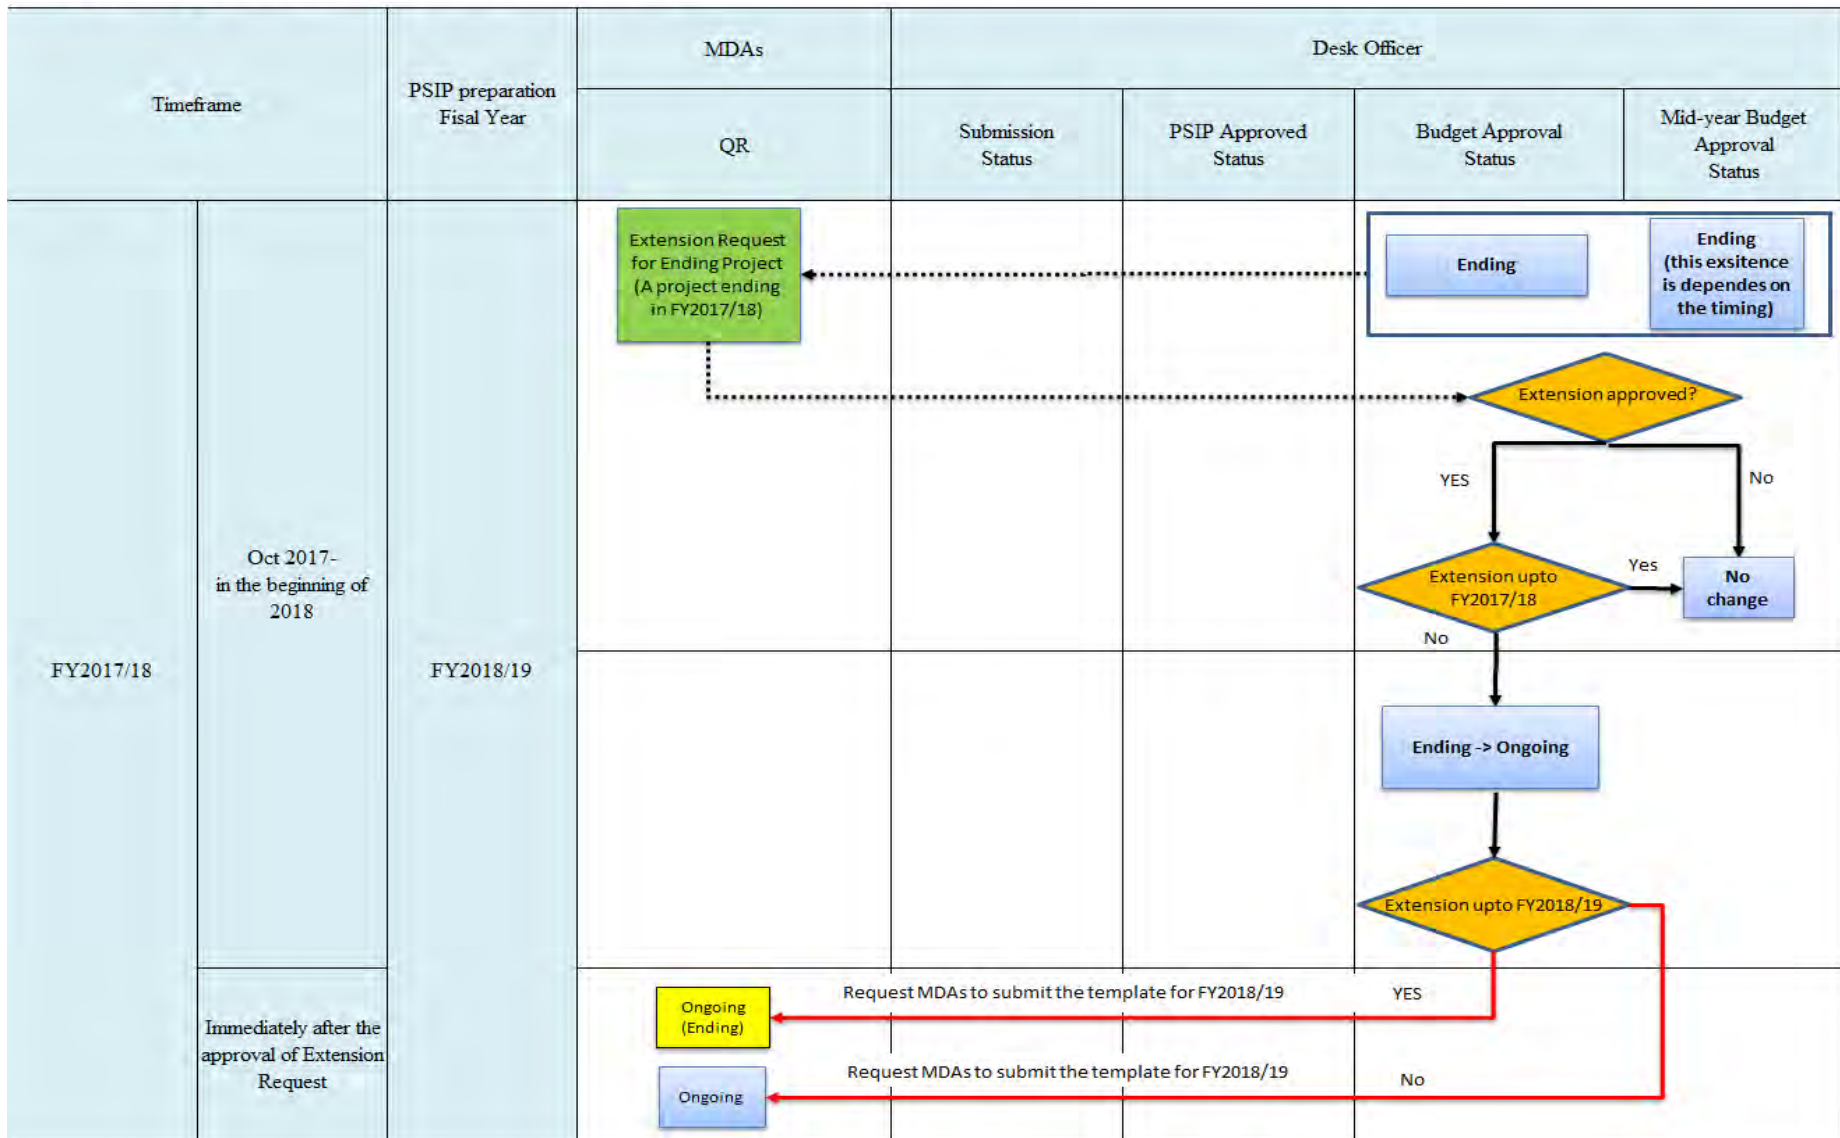 Timeframe
PSIP preparation
Fisal Year
MDAs
Desk Officer
QR
Submission
Status
PSIP Approved
Status
Budget Approval
Status
Mid-year Budget
Approval
Status
FY2017/18
Oct 2017-
in the beginning of
2018
FY2018/19
Extension Request
for Ending Project
(A project ending
in FY2017/18)
Ending
Ending
(this exsitence
is dependes on
the timing)
Extension approved?
YES
No
Extension upto
FY2017/18
Yes
No
change
No
Ending -> Ongoing
Extension upto FY2018/19
Immediately after the
approval of Extension
Request
Ongoing
(Ending)
Request MDAs to submit the template for FY2018/19
YES
Ongoing
Request MDAs to submit the template for FY2018/19
No